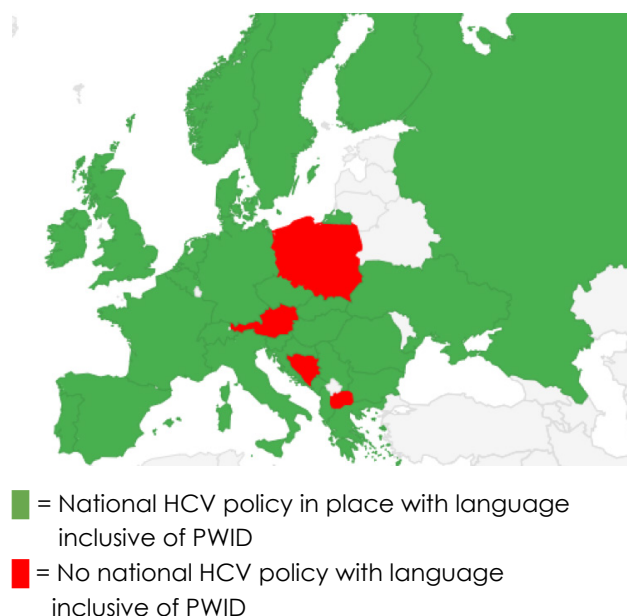 = National HCV policy in place with language
inclusive of PWID
= No national HCV policy with language
inclusive of PWID